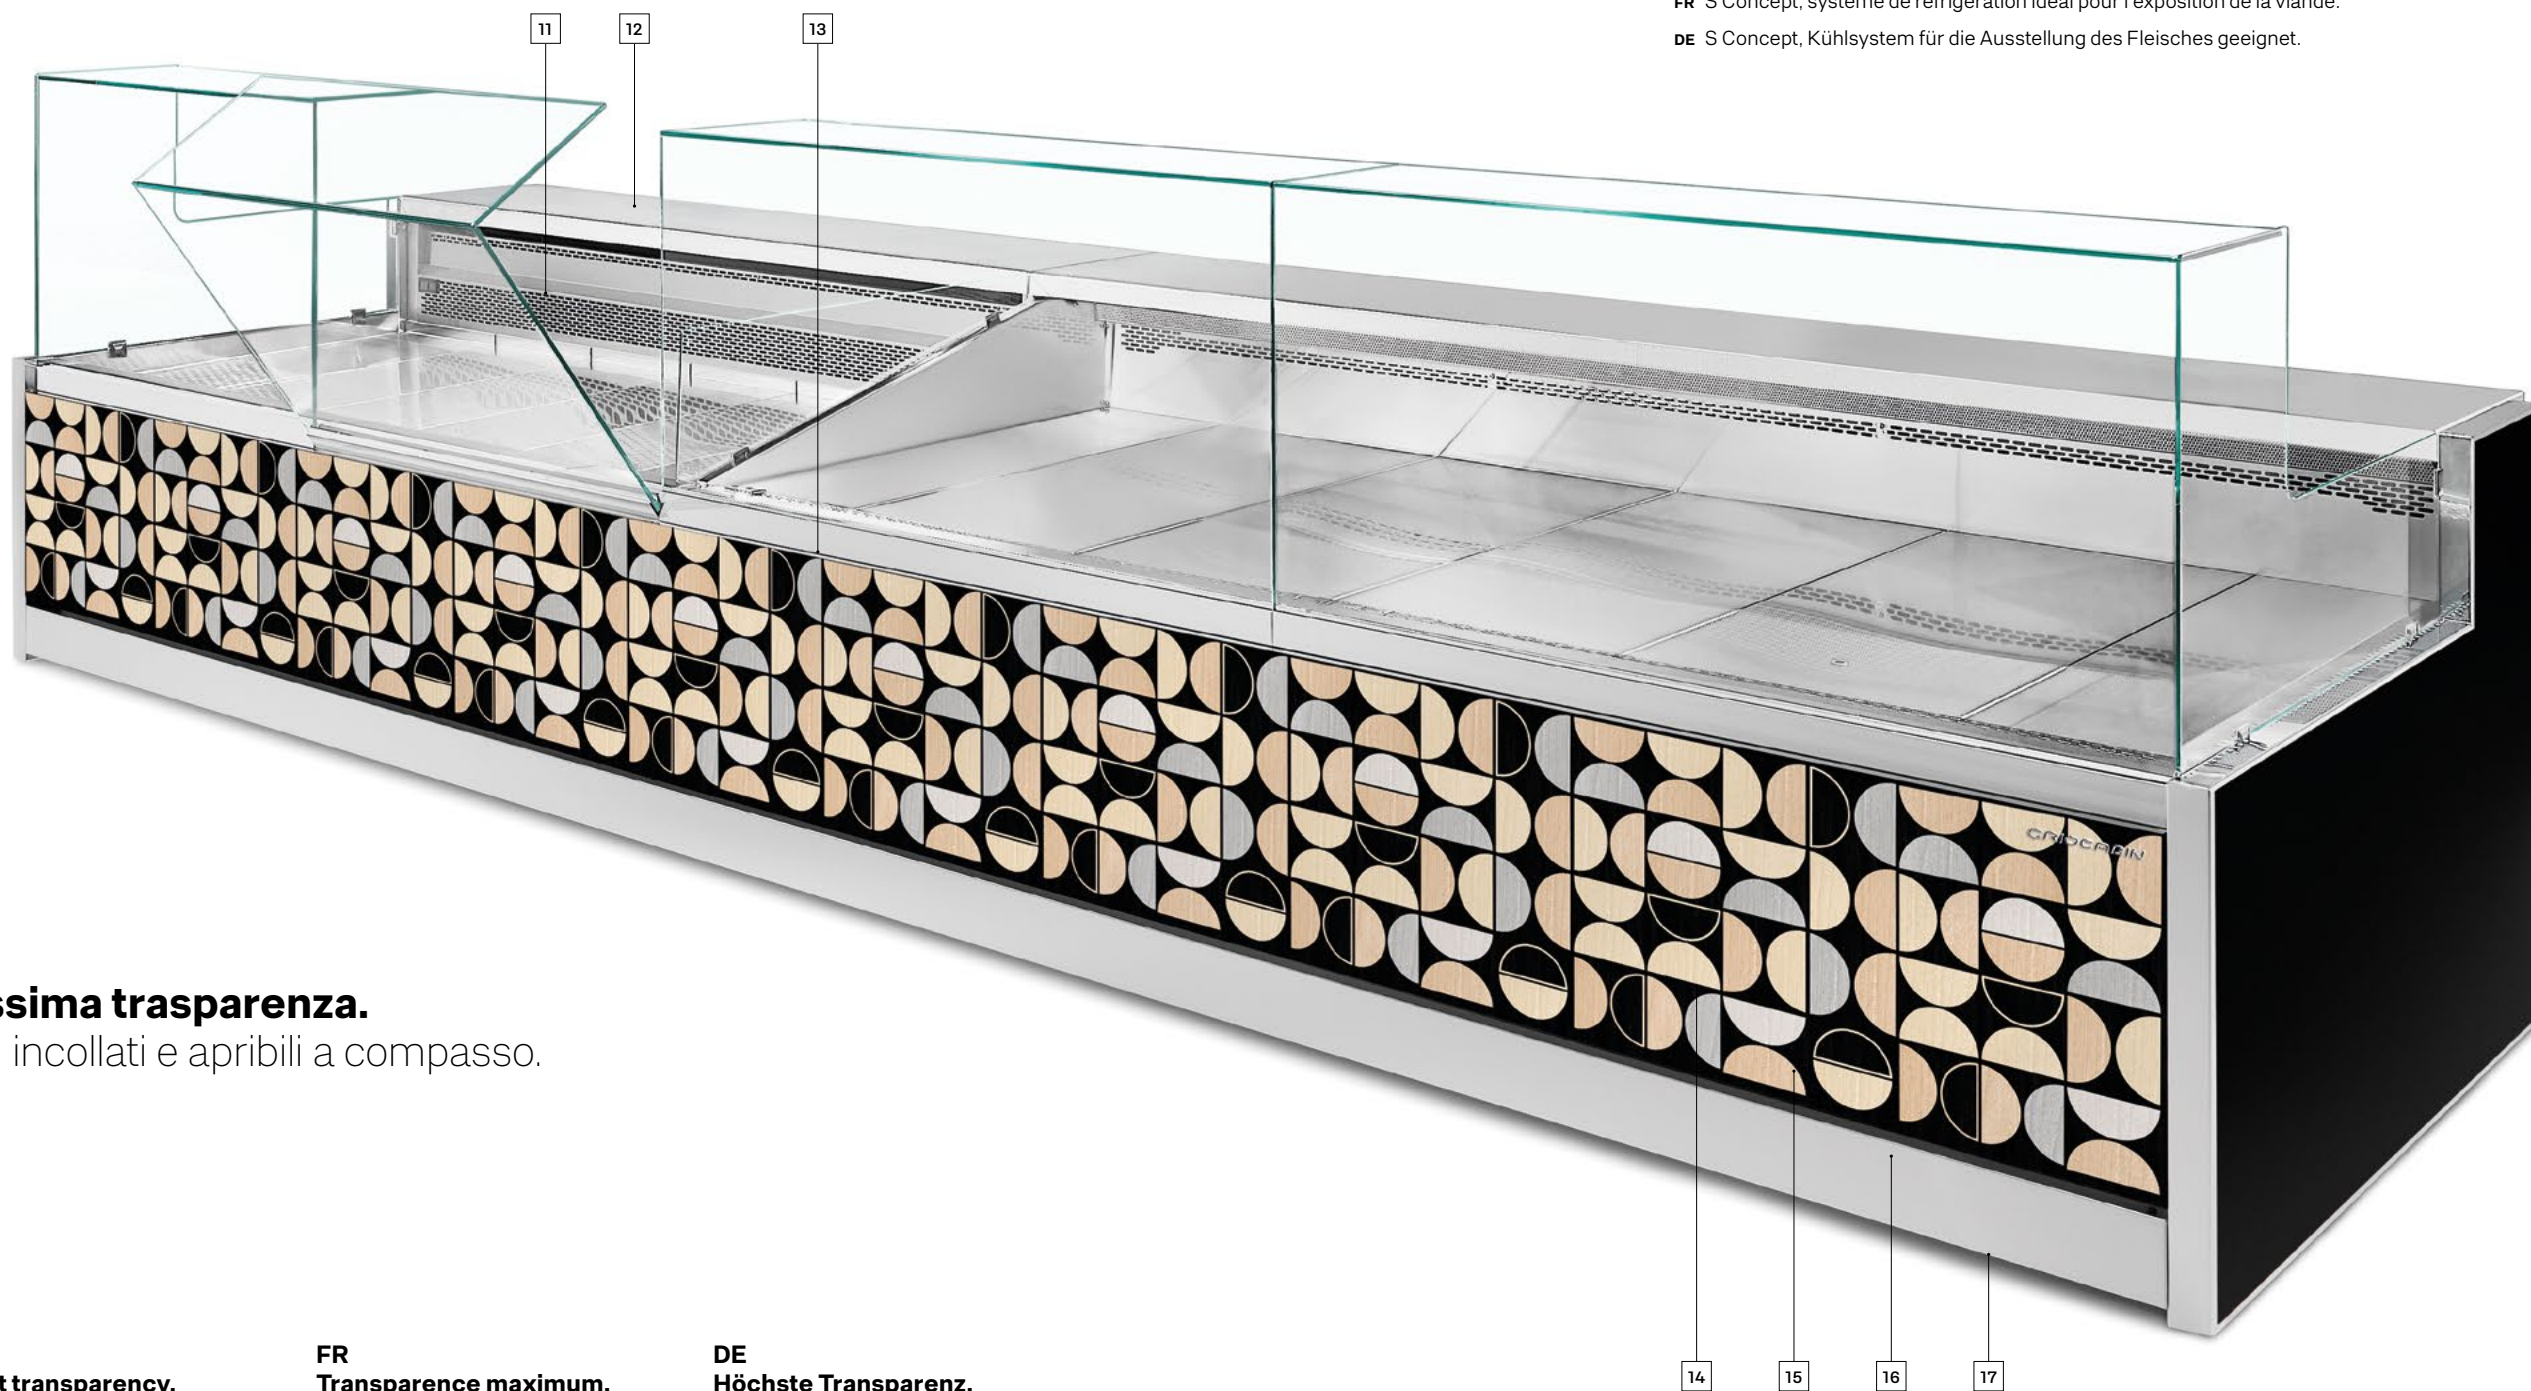 FR S Concept, système de réfrigération idéal pour l'exposition de la viande.
DE S Concept, Kühlsystem für die Ausstellung des Fleisches geeignet.
11 12 13
CRIOCABIN
ssima trasparenza.
incollati e apribili a compasso.
FR
DE
t transparency.
Transparence maximum.
Höchste Transparenz.
14 15 16 17